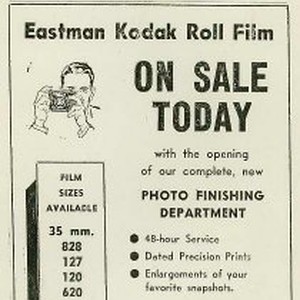 Eastman Kodak Roll Film
ON SALE
TODAY
with the opening
of our complete, new
PHOTO FINISHING
DEPARTMENT
● 48-hour Service
● Dated Precision Prints
● Enlargements of your
favorite snapshots.
FILM
SIZES
AVAILABLE
35 mm.
828
127
120
620